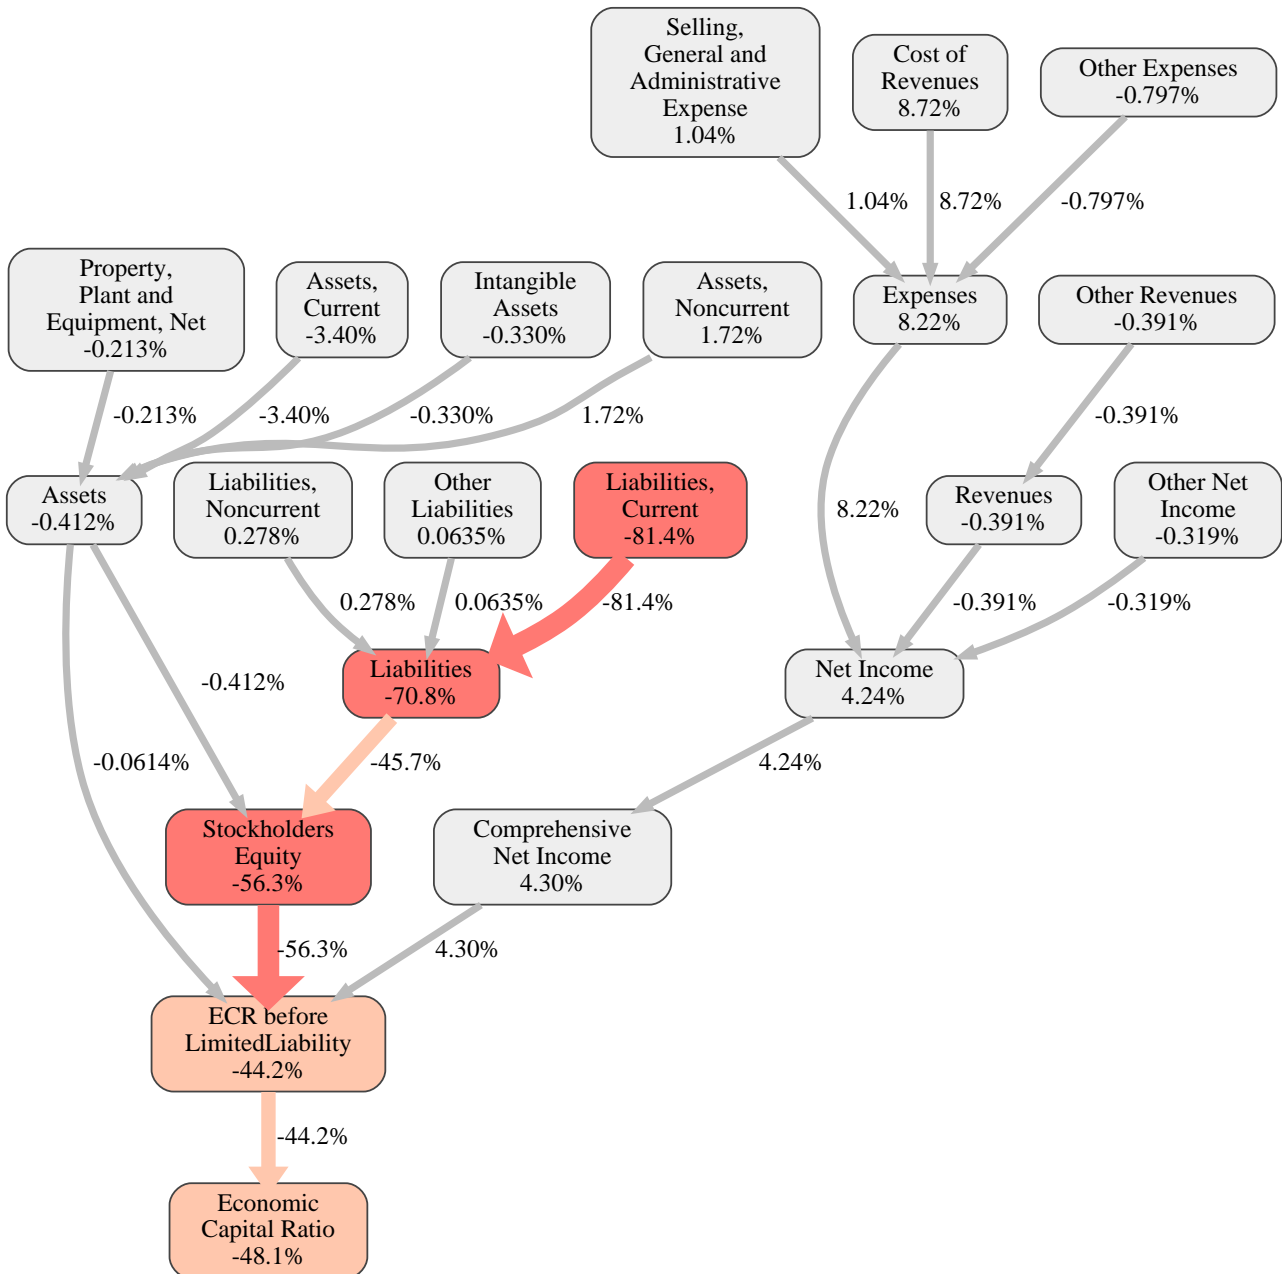 Selling,
General and
Administrative
Expense
1.04%
Cost of
Revenues
8.72%
Other Expenses
-0.797%
1.04%
8.72%
-0.797%
Property,
Plant and
Equipment, Net
-0.213%
Assets,
Current
-3.40%
Intangible
Assets
-0.330%
Assets,
Noncurrent
1.72%
Expenses
8.22%
Other Revenues
-0.391%
-0.213%
-3.40%
-0.330%
1.72%
-0.391%
Assets
-0.412%
Liabilities,
Noncurrent
0.278%
Other
Liabilities
0.0635%
Liabilities,
Current
-81.4%
8.22%
Revenues
-0.391%
Other Net
Income
-0.319%
0.278%
0.0635%
-81.4%
-0.391%
-0.319%
-0.412%
Liabilities
-70.8%
Net Income
4.24%
-0.0614%
-45.7%
4.24%
Stockholders
Equity
-56.3%
Comprehensive
Net Income
4.30%
-56.3%
4.30%
ECR before
LimitedLiability
-44.2%
-44.2%
Economic
Capital Ratio
-48.1%